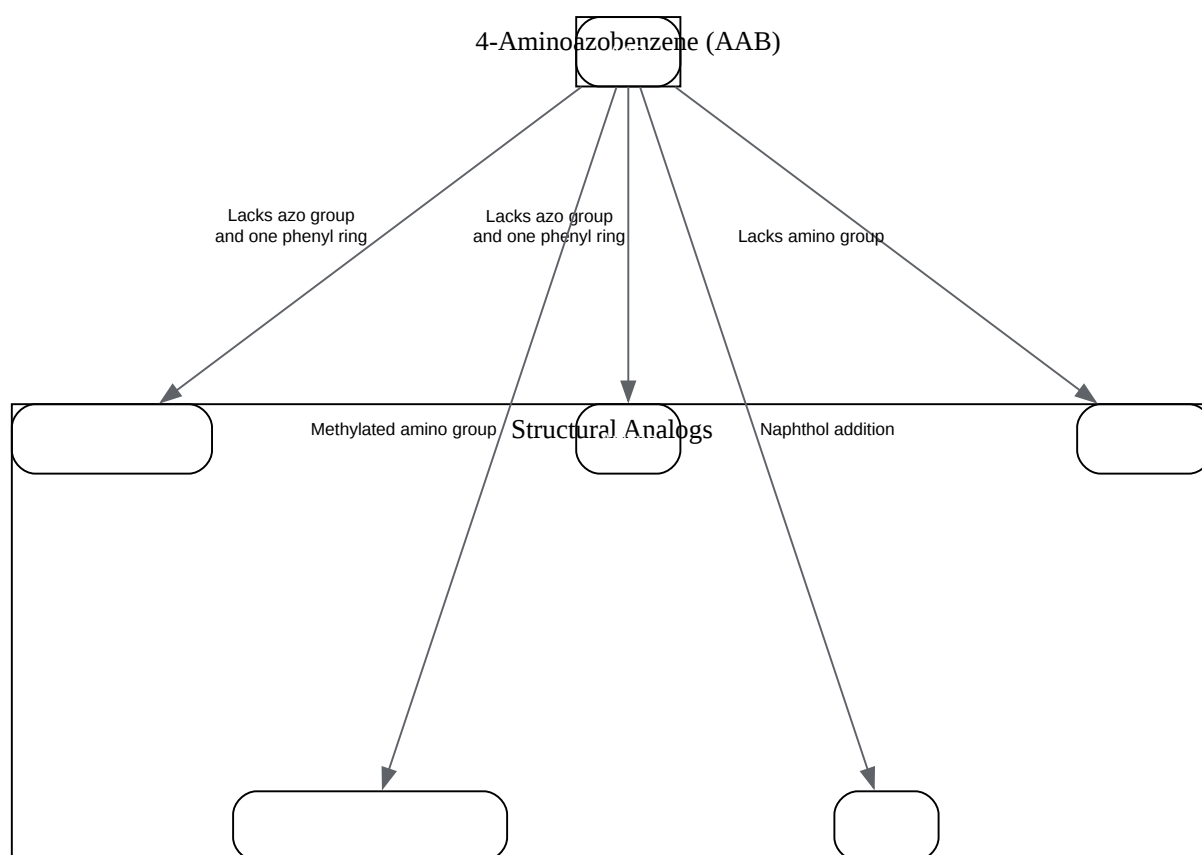 4-Aminoazobenzene (AAB)
Lacks azo group
and one phenyl ring
Lacks azo group
and one phenyl ring
Lacks amino group
Methylated amino group
Structural Analogs
Naphthol addition